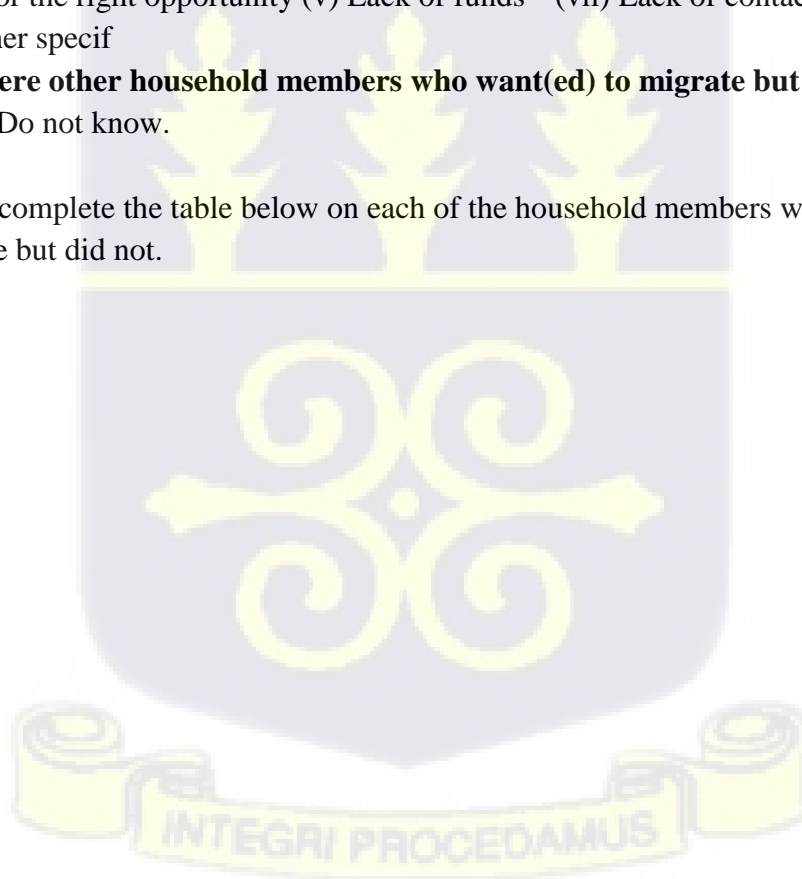 or the right opportunity (v) Lack of funds (vii) Lack of contac
her specif
ere other household members who want(ed) to migrate but
Do not know.
complete the table below on each of the household members w
e but did not.
INTEGRI PROCEDAMUS